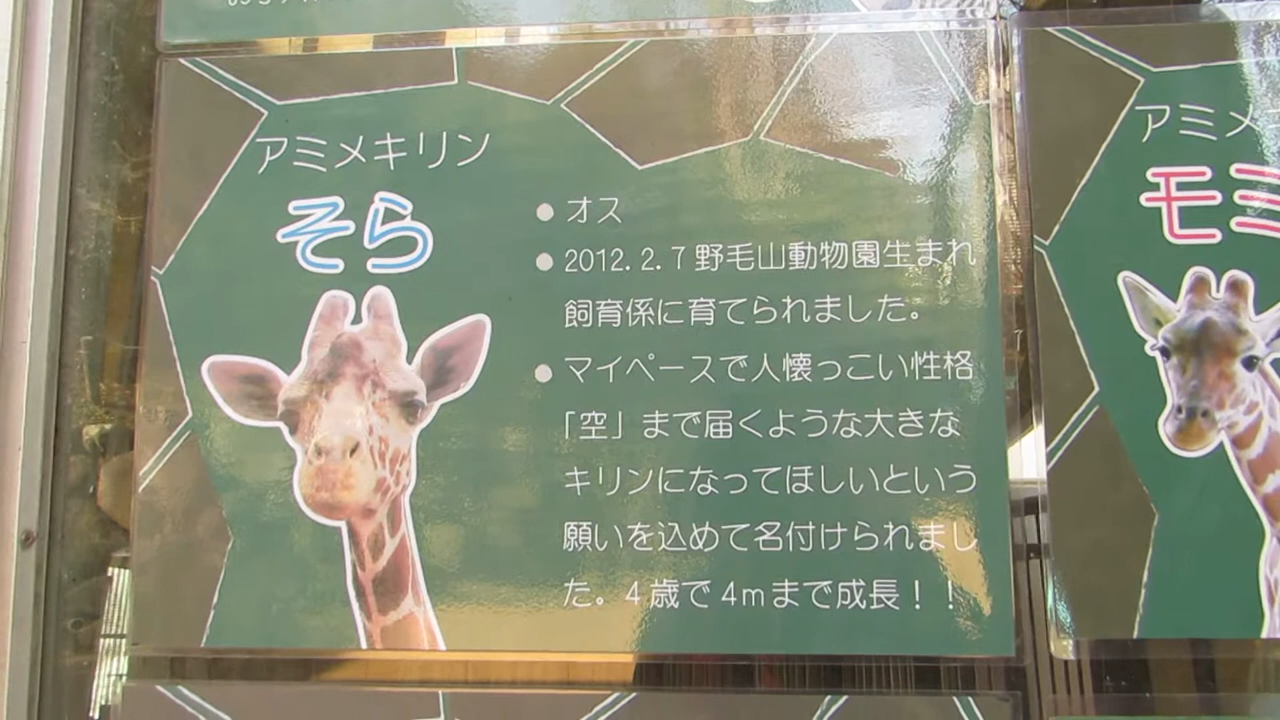 アミメキリン
そら
● オス
● 2012. 2. 7 野毛山動物園生まれ
飼育係に育てられました。
● マイペースで人懐っこい性格
「空」まで届くような大きな
キリンになってほしいという
願いを込めて名付けられまし
た。4歳で4mまで成長！！
アミメ
モミ